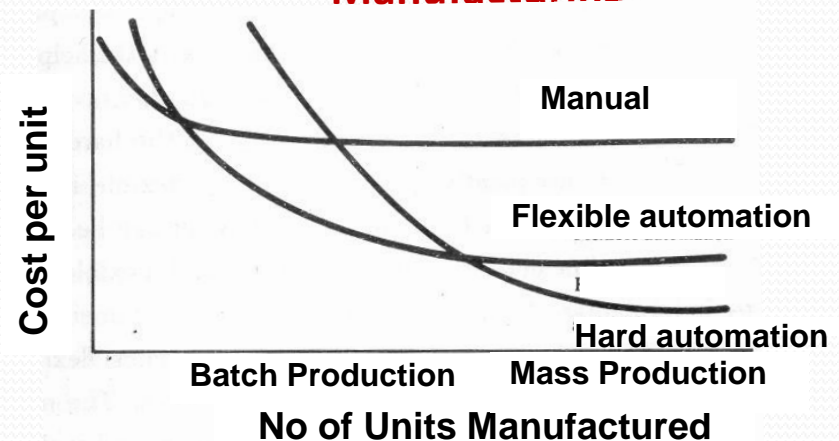 Manual
Flexible automation
Hard automation
Cost per unit
Batch Production
Mass Production
No of Units Manufactured